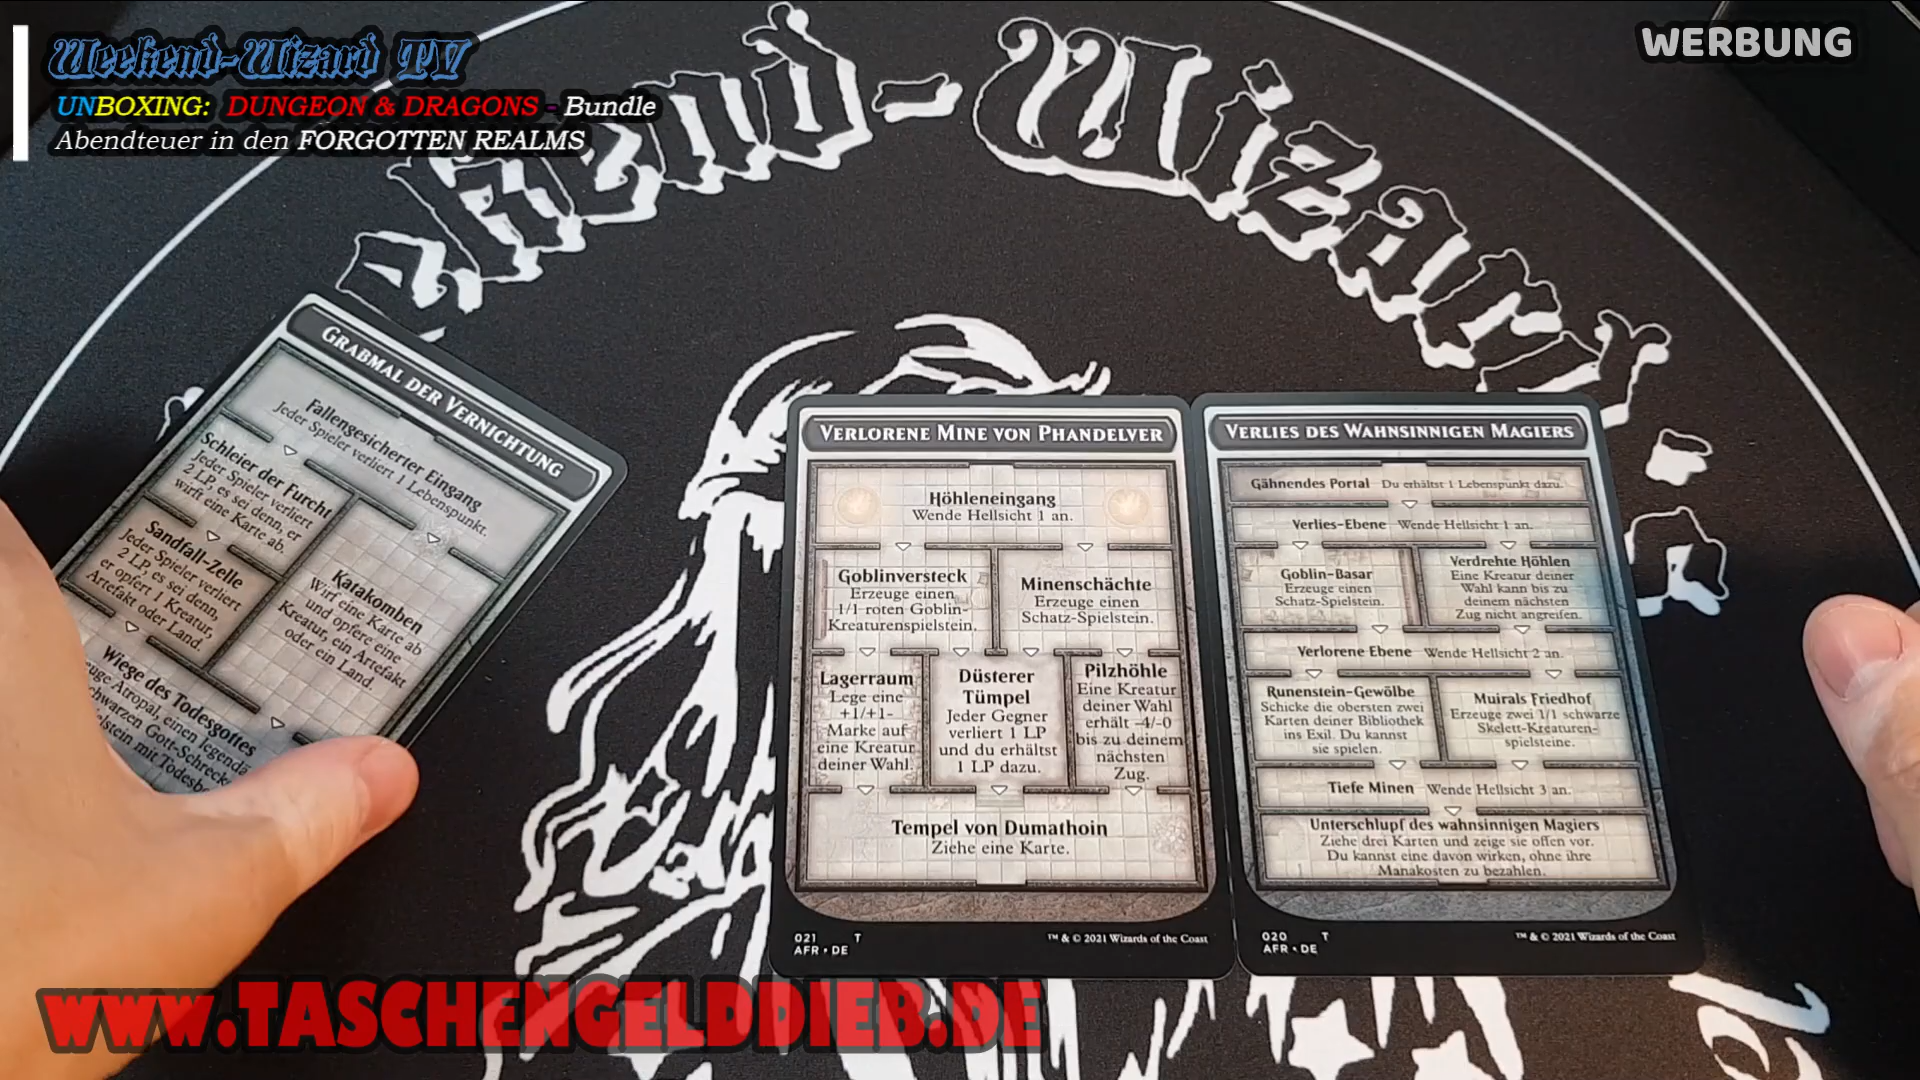 Weekend-Wizard TV
UNBOXING: DUNGEON & DRAGONS - Bundle
Abendteuer in den FORGOTTEN REALMS
WERBUNG
GRABMAL DER VERNICHTUNG
Fallengesicherter Eingang
Jeder Spieler verliert 1 Lebenspunkt.
Schleier der Furcht
Jeder Spieler verliert
2 LP, es sei denn, er
wirft eine Karte ab.
Sandfall-Zelle
Jeder Spieler verliert
2 LP, es sei denn,
er opfert 1 Kreatur,
Artefakt oder Land.
Katakomben
Wirf eine Karte ab
und opfere eine
Kreatur, ein Artefakt
oder ein Land.
Wiege des Todesgottes
Atropal, einen
Gott-Schreck
mit
VERLORENE MINE VON PHANDELVER
Höhleneingang
Wende Hellsicht 1 an.
Goblinversteck
Erzeuge einen
1/1 roten Goblin-
Kreaturenspielstein.
Minenschächte
Erzeuge einen
Schatz-Spielstein.
Lagerraum
Lege eine
+1/+1-
Marke auf
eine Kreatur
deiner Wahl.
Düsterer
Tümpel
Jeder Gegner
verliert 1 LP
und du erhältst
1 LP dazu.
Pilzhöhle
Eine Kreatur
deiner Wahl
erhält -4/-0
bis zu deinem
nächsten
Zug.
Tempel von Dumathoin
Ziehe eine Karte.
021 T
AFR • DE
™ & © 2021 Wizards of the Coast
VERLIES DES WAHNSINNIGEN MAGIERS
Gähnendes Portal Du erhältst 1 Lebenspunkt dazu.
Verlies-Ebene Wende Hellsicht 1 an.
Goblin-Basar
Erzeuge einen
Schatz-Spielstein.
Verdrehte Höhlen
Eine Kreatur deiner
Wahl kann bis zu
deinem nächsten
Zug nicht angreifen.
Verlorene Ebene Wende Hellsicht 2 an.
Runenstein-Gewölbe
Schicke die obersten zwei
Karten deiner Bibliothek
ins Exil. Du kannst
sie spielen.
Muirals Friedhof
Erzeuge zwei 1/1 schwarze
Skelett-Kreaturen-
spielsteine.
Tiefe Minen Wende Hellsicht 3 an.
Unterschlupf des wahnsinnigen Magiers
Ziehe drei Karten und zeige sie offen vor.
Du kannst eine davon wirken, ohne ihre
Manakosten zu bezahlen.
020 T
AFR • DE
™ & © 2021 Wizards of the Coast
www.TASCHENGELDDIEB.DE